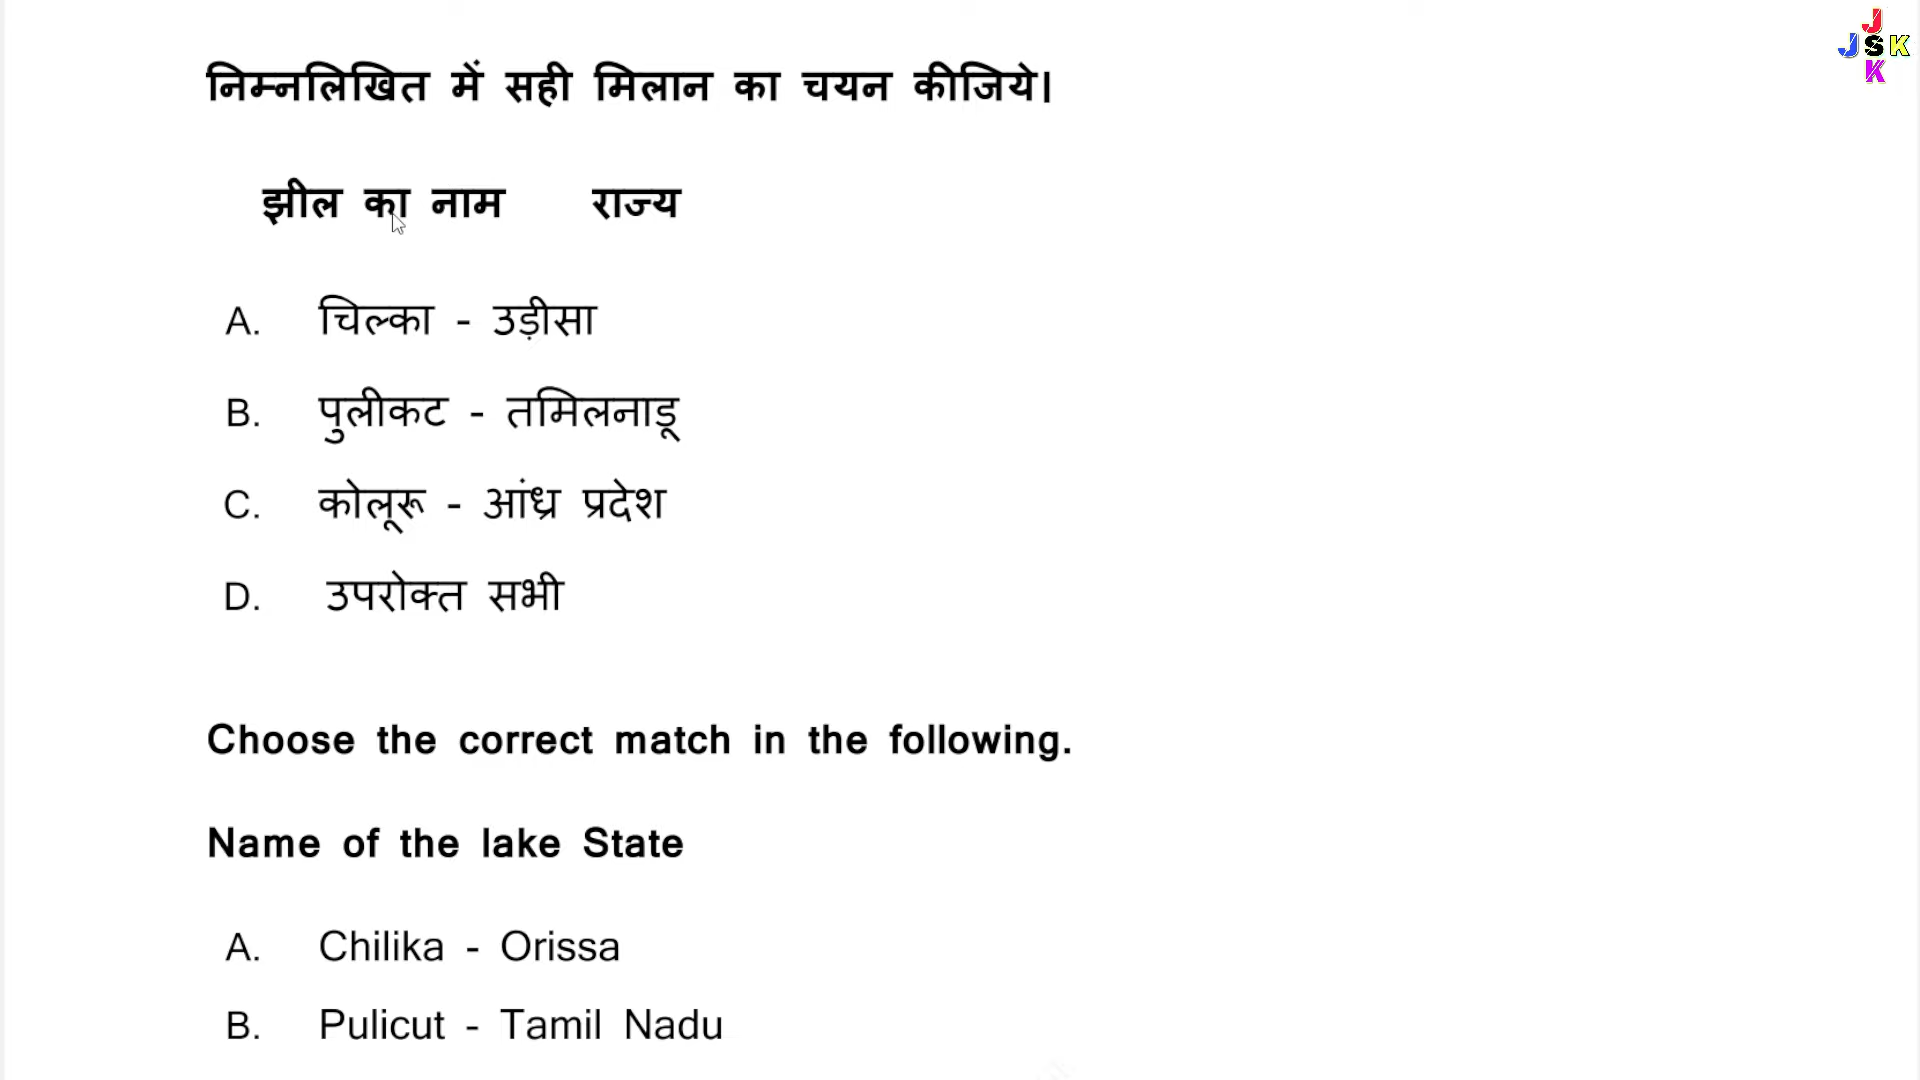 निम्नलिखित में सही मिलान का चयन कीजिये।
झील का नाम राज्य
A. चिल्का - उड़ीसा
B. पुलीकट - तमिलनाडू
C. कोलूरू - आंध्र प्रदेश
D. उपरोक्त सभी
Choose the correct match in the following.
Name of the lake State
A. Chilika - Orissa
B. Pulicut - Tamil Nadu
J
JSK
K